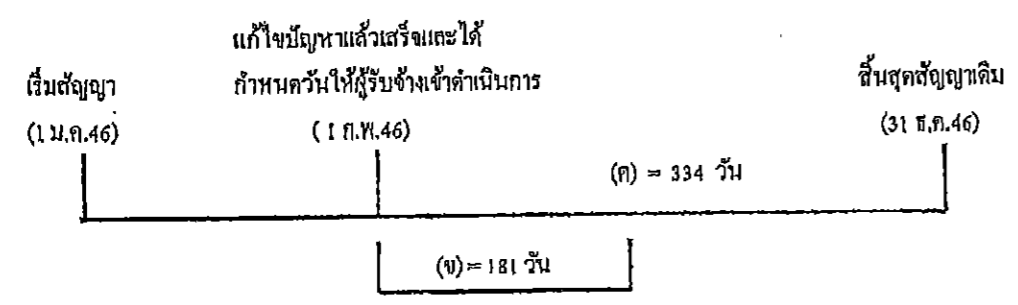 แก้ไขปัญหาแล้วเสร็จและได้
เริ่มสัญญา กำหนดวันให้ผู้รับจ้างเข้าดำเนินการ สิ้นสุดสัญญาเดิม
(1 ม.ค.46) (1 ก.พ.46) (31 ธ.ค.46)
(ค) = 334 วัน
(ข) = 181 วัน